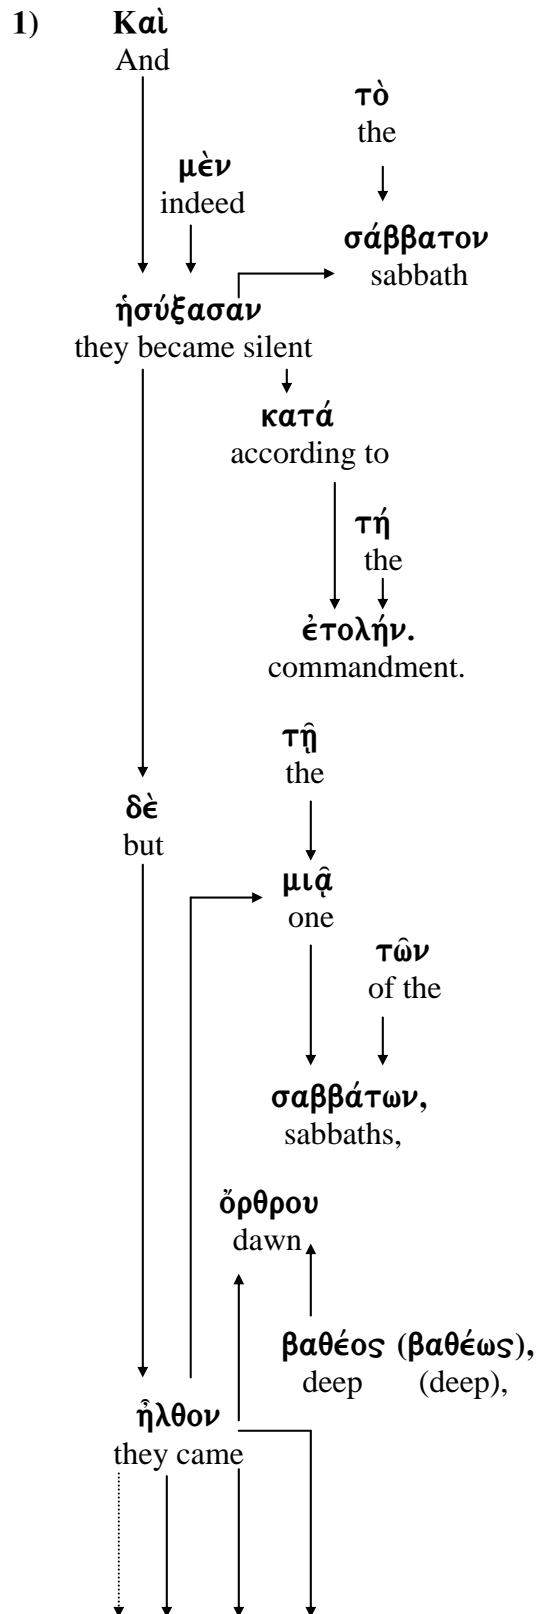 1) Καὶ
And
τὸ
the
μὲν
indeed
σάββατον
sabbath
ἡσύξασαν
they became silent
κατά
according to
τή
the
ἐτολήν.
commandment.
τῇ
the
δὲ
but
μιᾷ
one
τῶν
of the
σαββάτων,
sabbaths,
ὄρθρου
dawn
βαθέος (βαθέως),
deep (deep),
ἦλθον
they came